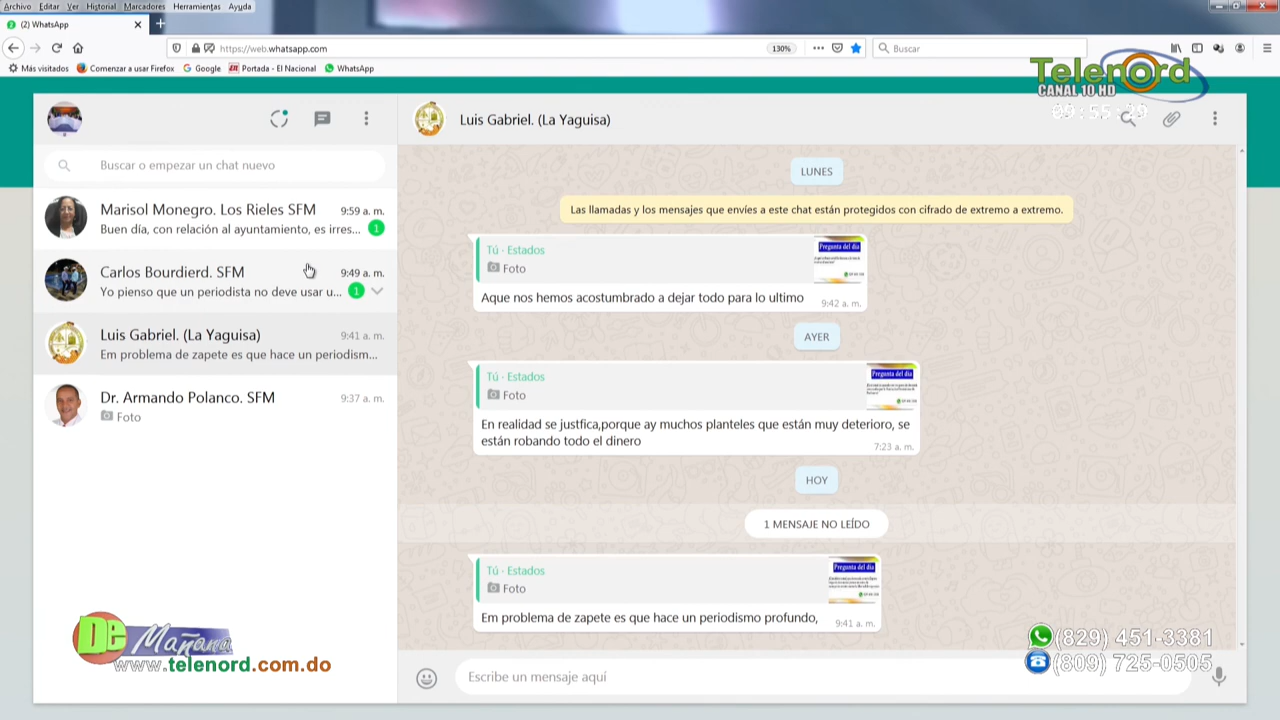 Archivo Editar Ver Historial Marcadores Herramientas Ayuda
(2) WhatsApp
https://web.whatsapp.com
130%
Buscar
Más visitados Comenzar a usar Firefox Google Portada - El Nacional WhatsApp
Telenord
CANAL 10 HD
Luis Gabriel. (La Yaguisa)
Buscar o empezar un chat nuevo
Marisol Monegro. Los Rieles SFM 9:59 a. m.
Buen día, con relación al ayuntamiento, es irres... 1
Carlos Bourdierd. SFM 9:49 a. m.
Yo pienso que un periodista no deve usar u... 1
Luis Gabriel. (La Yaguisa) 9:41 a. m.
Em problema de zapete es que hace un periodism...
Dr. Armando Polanco. SFM 9:37 a. m.
Foto
LUNES
Las llamadas y los mensajes que envíes a este chat están protegidos con cifrado de extremo a extremo.
Tú · Estados
Foto
Pregunta del día
Aque nos hemos acostumbrado a dejar todo para lo ultimo
9:42 a. m.
AYER
Tú · Estados
Foto
Pregunta del día
En realidad se justfica,porque ay muchos planteles que están muy deterioro, se
están robando todo el dinero
7:23 a. m.
HOY
1 MENSAJE NO LEÍDO
Tú · Estados
Foto
Pregunta del día
Em problema de zapete es que hace un periodismo profundo,
9:41 a. m.
Escribe un mensaje aquí
De Mañana
www.telenord.com.do
(829) 451-3381
(809) 725-0505